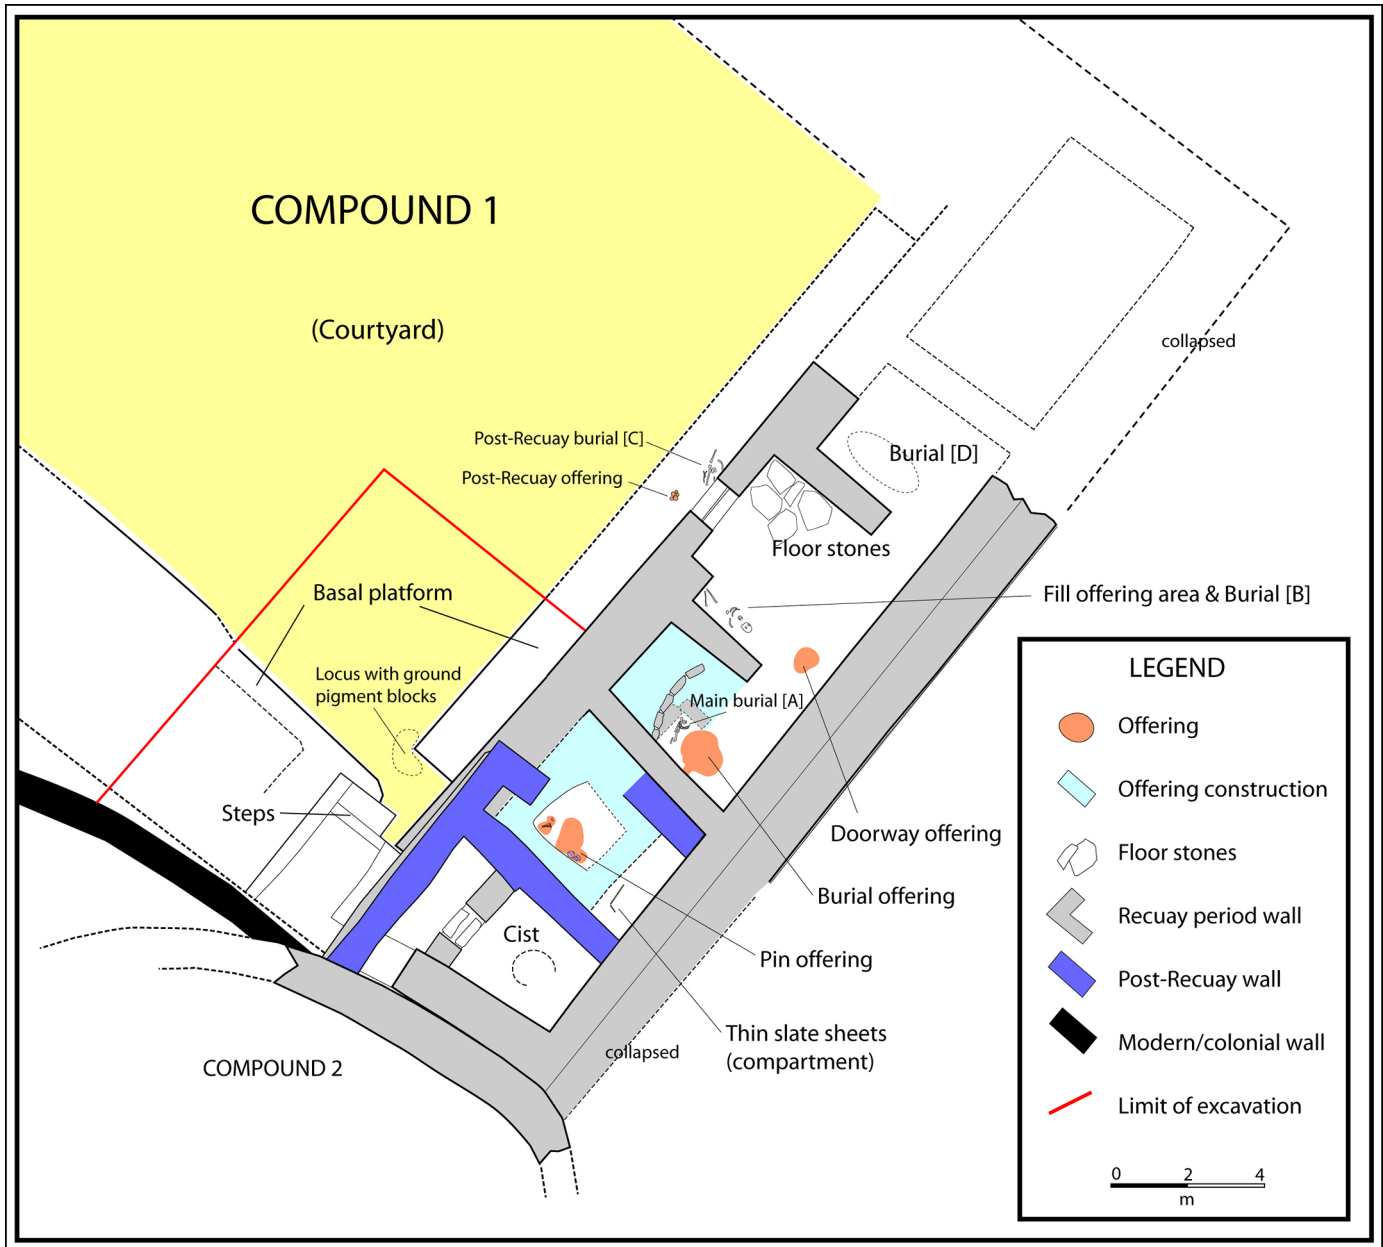 COMPOUND 1
(Courtyard)
collapsed
Post-Recuay burial [C]
Burial [D]
Post-Recuay offering
Floor stones
Basal platform
Fill offering area & Burial [B]
Locus with ground
pigment blocks
Main burial [A]
Steps
Doorway offering
Burial offering
Cist
Pin offering
Thin slate sheets
(compartment)
collapsed
COMPOUND 2
LEGEND
Offering
Offering construction
Floor stones
Recuay period wall
Post-Recuay wall
Modern/colonial wall
Limit of excavation
0 2 4
m